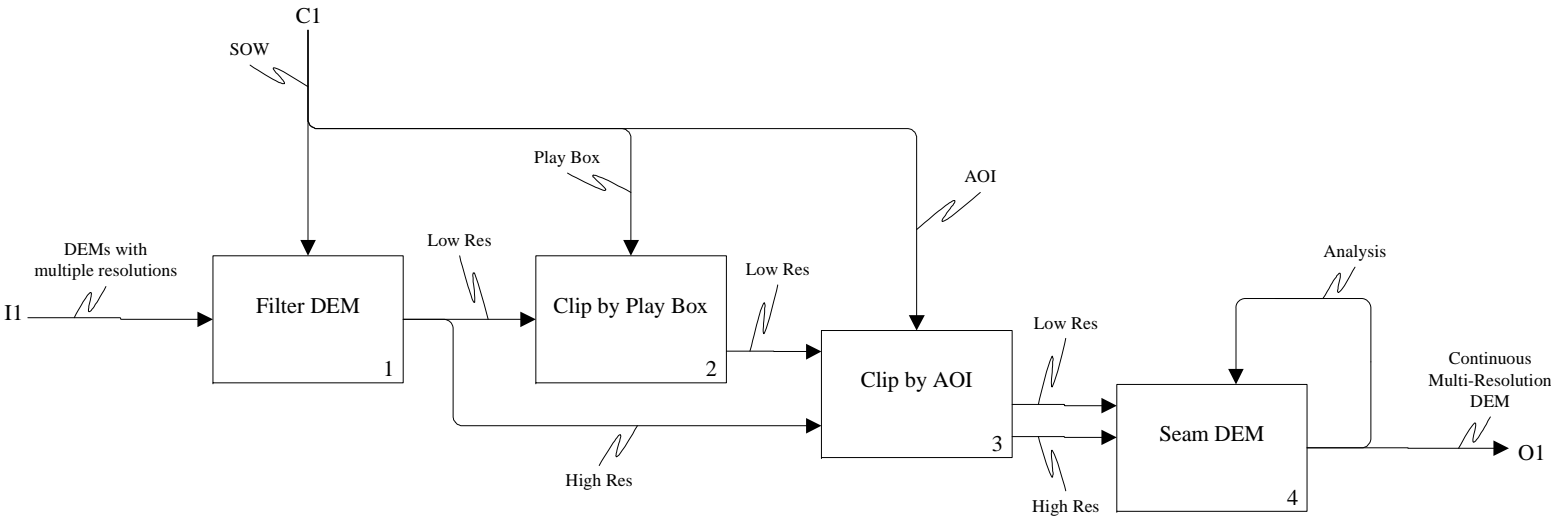 C1
SOW
Play Box
AOI
DEMs with
multiple resolutions
I1
Filter DEM
1
Low Res
Clip by Play Box
2
Low Res
High Res
Clip by AOI
3
Low Res
High Res
Analysis
Seam DEM
4
Continuous
Multi-Resolution
DEM
O1